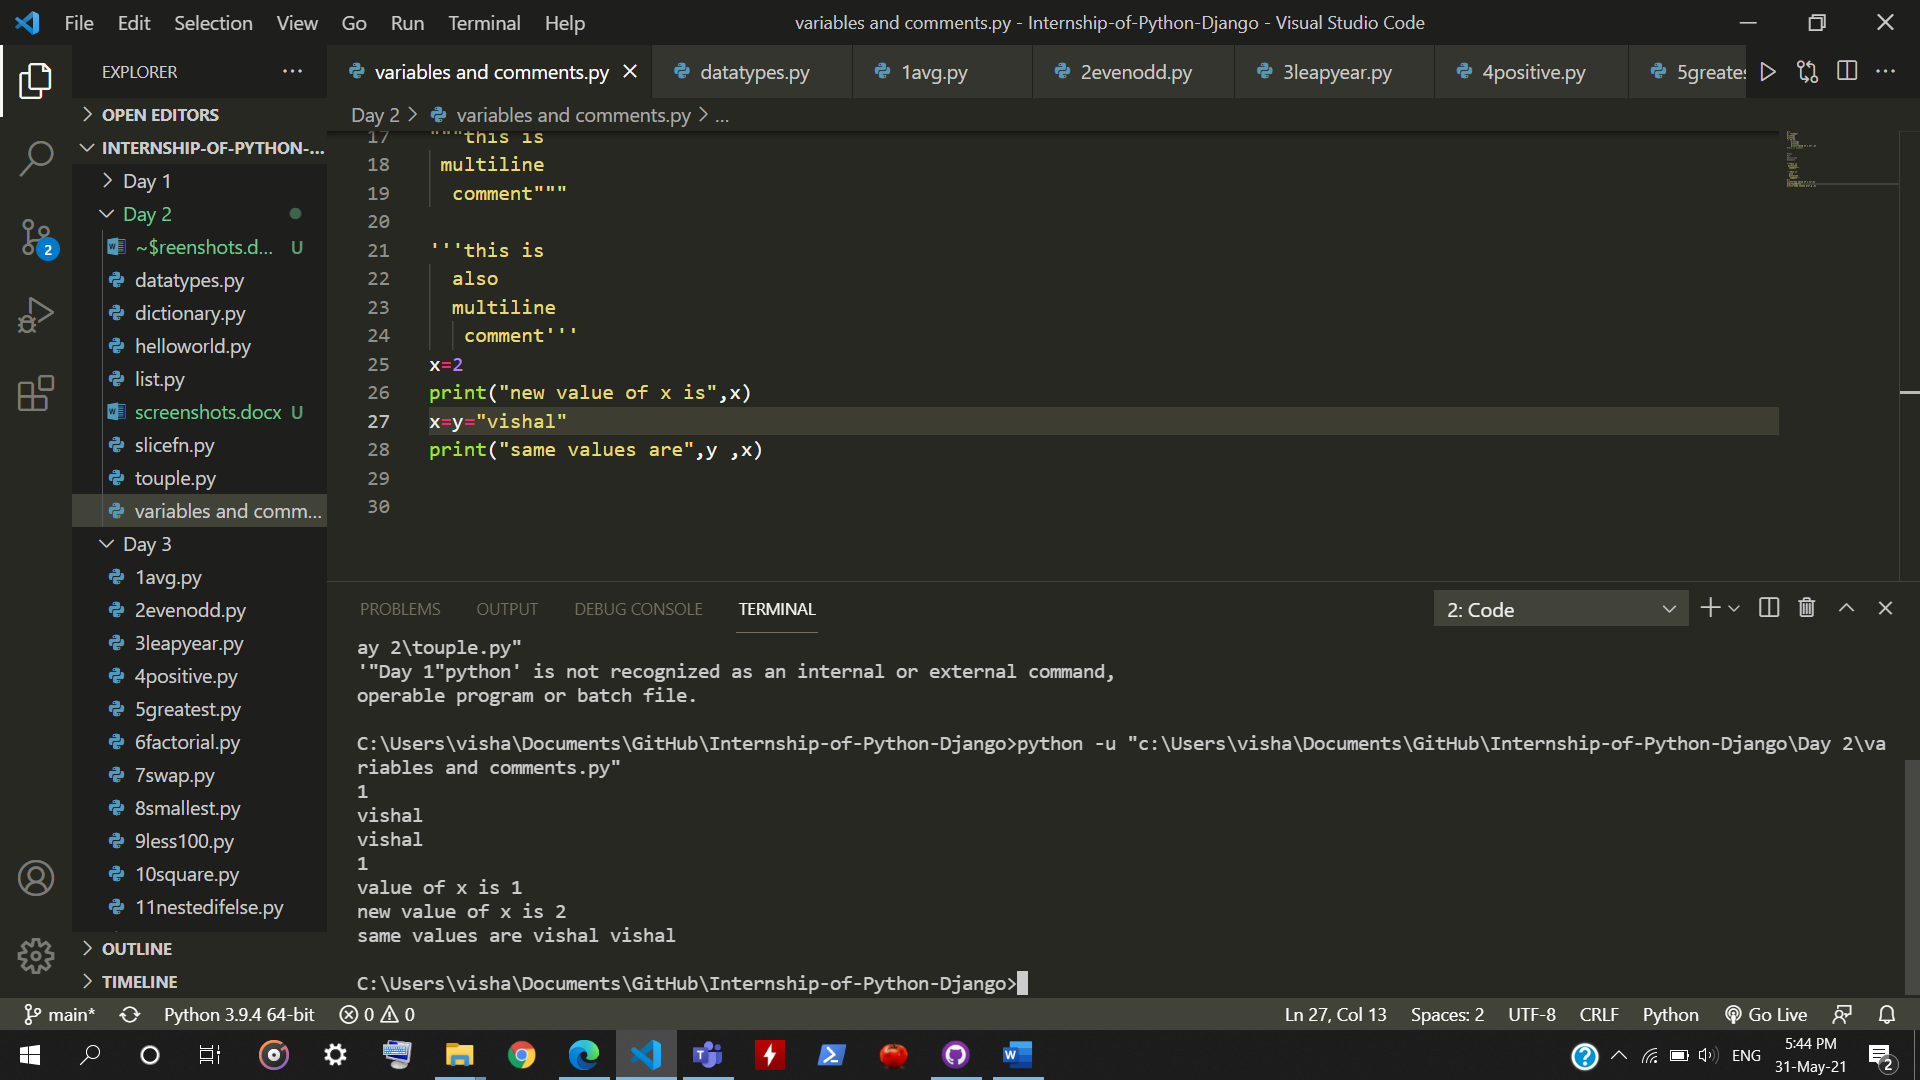 File Edit Selection View Go Run Terminal Help
variables and comments.py - Internship-of-Python-Django - Visual Studio Code
EXPLORER
OPEN EDITORS
INTERNSHIP-OF-PYTHON-...
Day 1
Day 2
~$reenshots.d... U
datatypes.py
dictionary.py
helloworld.py
list.py
screenshots.docx U
slicefn.py
touple.py
variables and comm...
Day 3
1avg.py
2evenodd.py
3leapyear.py
4positive.py
5greatest.py
6factorial.py
7swap.py
8smallest.py
9less100.py
10square.py
11nestedifelse.py
OUTLINE
TIMELINE
2
variables and comments.py datatypes.py 1avg.py 2evenodd.py 3leapyear.py 4positive.py 5greates
Day 2 > variables and comments.py > ...
17 """this is
18 multiline
19 comment"""
20
21 '''this is
22 also
23 multiline
24 comment'''
25 x=2
26 print("new value of x is",x)
27 x=y="vishal"
28 print("same values are",y ,x)
29
30
PROBLEMS OUTPUT DEBUG CONSOLE TERMINAL
2: Code
ay 2\touple.py"
'"Day 1"python' is not recognized as an internal or external command,
operable program or batch file.
C:\Users\visha\Documents\GitHub\Internship-of-Python-Django>python -u "c:\Users\visha\Documents\GitHub\Internship-of-Python-Django\Day 2\va
riables and comments.py"
1
vishal
vishal
1
value of x is 1
new value of x is 2
same values are vishal vishal
C:\Users\visha\Documents\GitHub\Internship-of-Python-Django>
main* Python 3.9.4 64-bit 0 0 Ln 27, Col 13 Spaces: 2 UTF-8 CRLF Python Go Live
ENG
5:44 PM
31-May-21
2